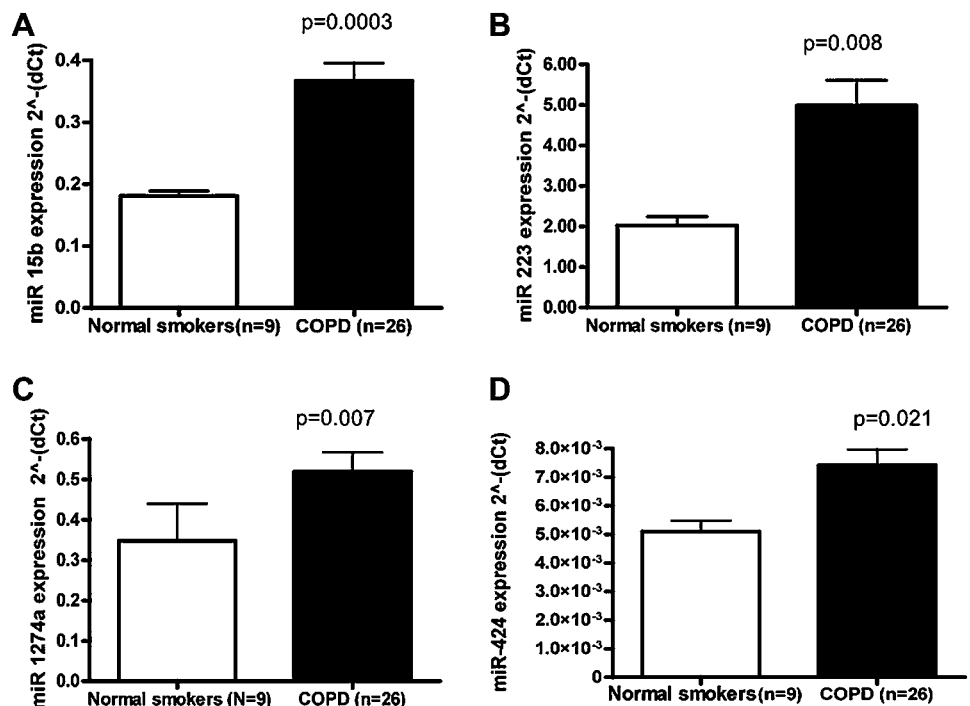 A
p=0.0003
miR 15b expression 2^-(dCt)
0.4
0.3
0.2
0.1
0.0
Normal smokers(n=9)
COPD (n=26)
B
p=0.008
miR 223 expression 2^-(dCt)
6.00
5.00
4.00
3.00
2.00
1.00
0.00
Normal smokers (n=9)
COPD (n=26)
C
p=0.007
miR 1274a expression 2^-(dCt)
0.6
0.5
0.4
0.3
0.2
0.1
0.0
Normal smokers (N=9)
COPD (n=26)
D
p=0.021
miR-424 expression 2^-(dCt)
8.0×10⁻³
7.0×10⁻³
6.0×10⁻³
5.0×10⁻³
4.0×10⁻³
3.0×10⁻³
2.0×10⁻³
1.0×10⁻³
0
Normal smokers(n=9)
COPD (n=26)